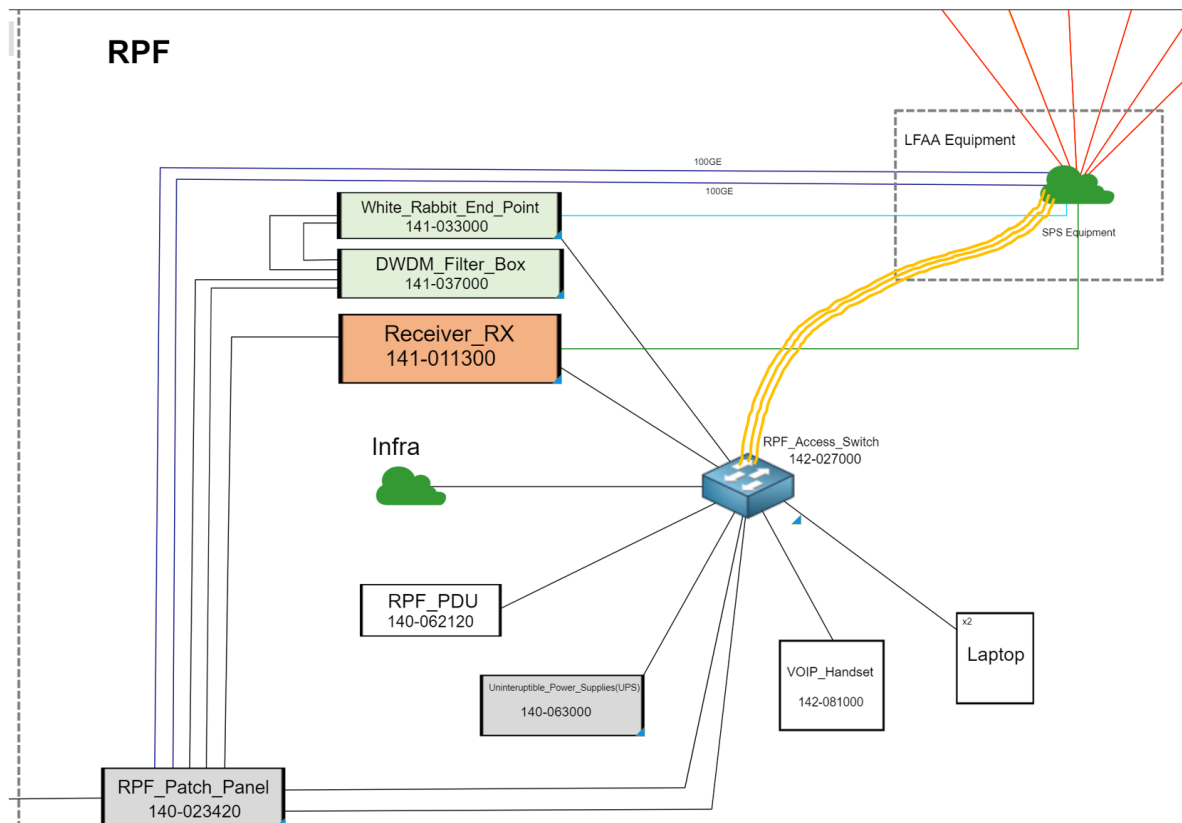 RPF
LFAA Equipment
100GE
100GE
White_Rabbit_End_Point
141-033000
SPS Equipment
DWDM_Filter_Box
141-037000
Receiver_RX
141-011300
Infra
RPF_Access_Switch
142-027000
RPF_PDU
140-062120
x2
Laptop
VOIP_Handset
142-081000
Uninteruptible_Power_Supplies(UPS)
140-063000
RPF_Patch_Panel
140-023420